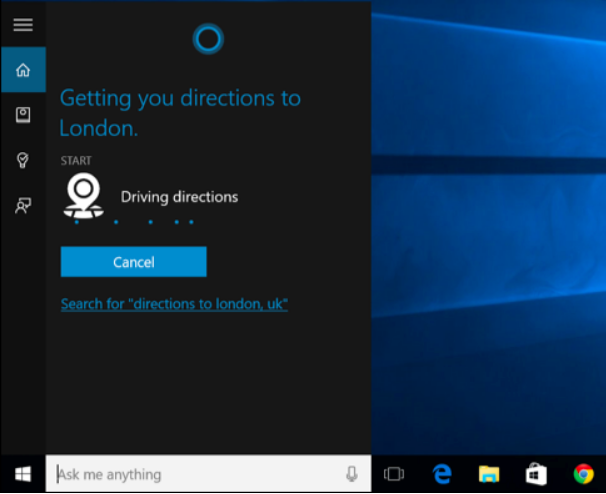 Getting you directions to
London.
START
Driving directions
Cancel
Search for "directions to london, uk"
Ask me anything